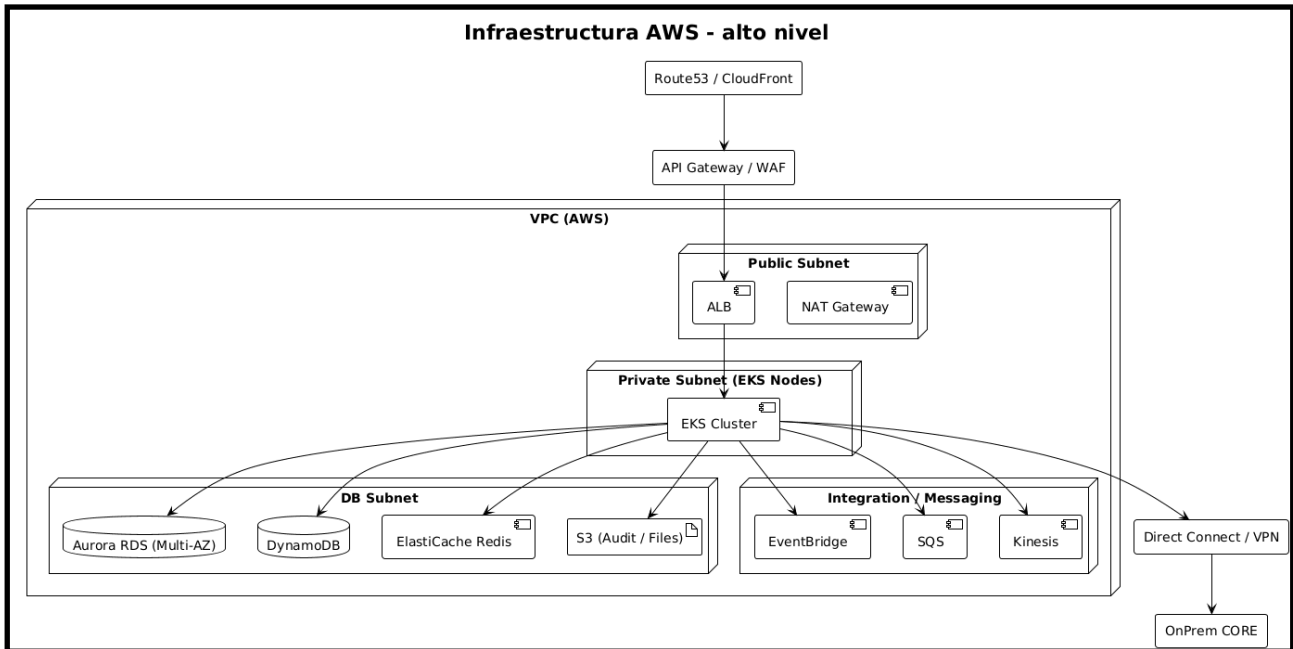 Infraestructura AWS - alto nivel
Route53 / CloudFront
API Gateway / WAF
VPC (AWS)
Public Subnet
ALB
NAT Gateway
Private Subnet (EKS Nodes)
EKS Cluster
DB Subnet
Aurora RDS (Multi-AZ)
DynamoDB
ElastiCache Redis
S3 (Audit / Files)
Integration / Messaging
EventBridge
SQS
Kinesis
Direct Connect / VPN
OnPrem CORE